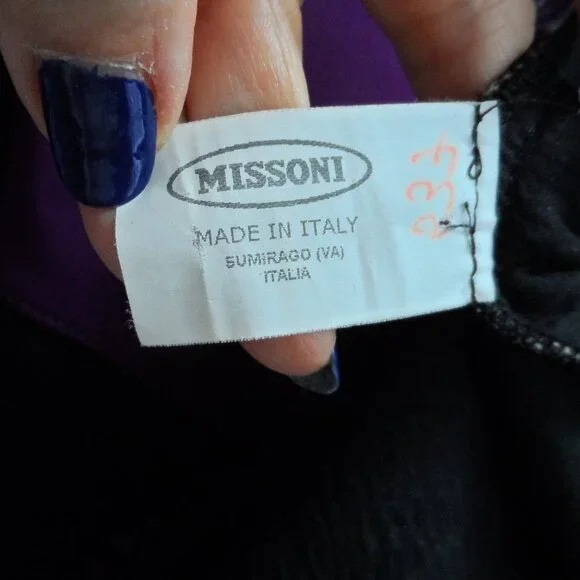 MISSONI
MADE IN ITALY
SUMIRAGO (VA)
ITALIA